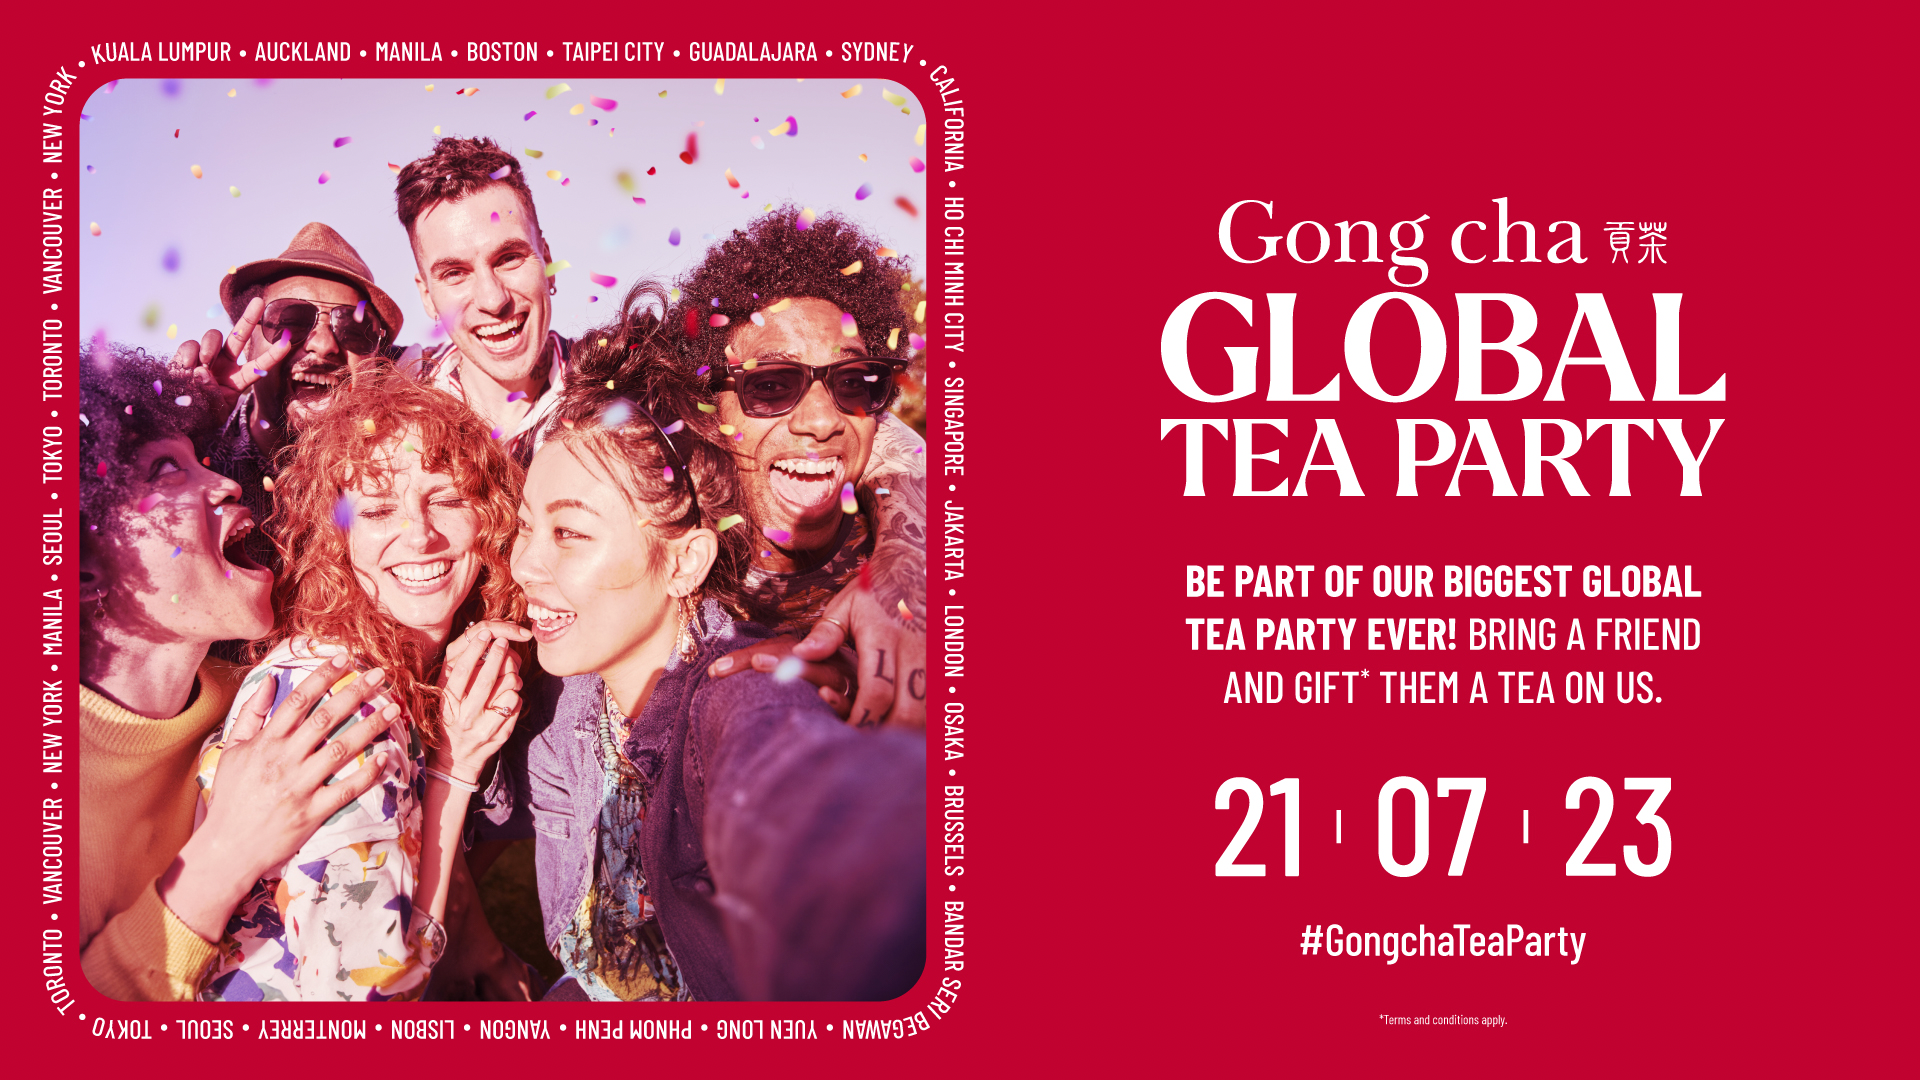 KUALA LUMPUR • AUCKLAND • MANILA • BOSTON • TAIPEI CITY • GUADALAJARA • SYDNEY •
CALIFORNIA • HO CHI MINH CITY • SINGAPORE • JAKARTA • LONDON • OSAKA • BRUSSELS • BANDAR SERI BEGAWAN •
YUEN LONG • PHNOM PENH • YANGON • LISBON • MONTERREY • SEOUL • TOKYO •
TORONTO • VANCOUVER • NEW YORK • MANILA • SEOUL • TOKYO • TORONTO • VANCOUVER • NEW YORK •
Gong cha 貢茶
GLOBAL
TEA PARTY
BE PART OF OUR BIGGEST GLOBAL
TEA PARTY EVER! BRING A FRIEND
AND GIFT* THEM A TEA ON US.
21 | 07 | 23
#GongchaTeaParty
*Terms and conditions apply.